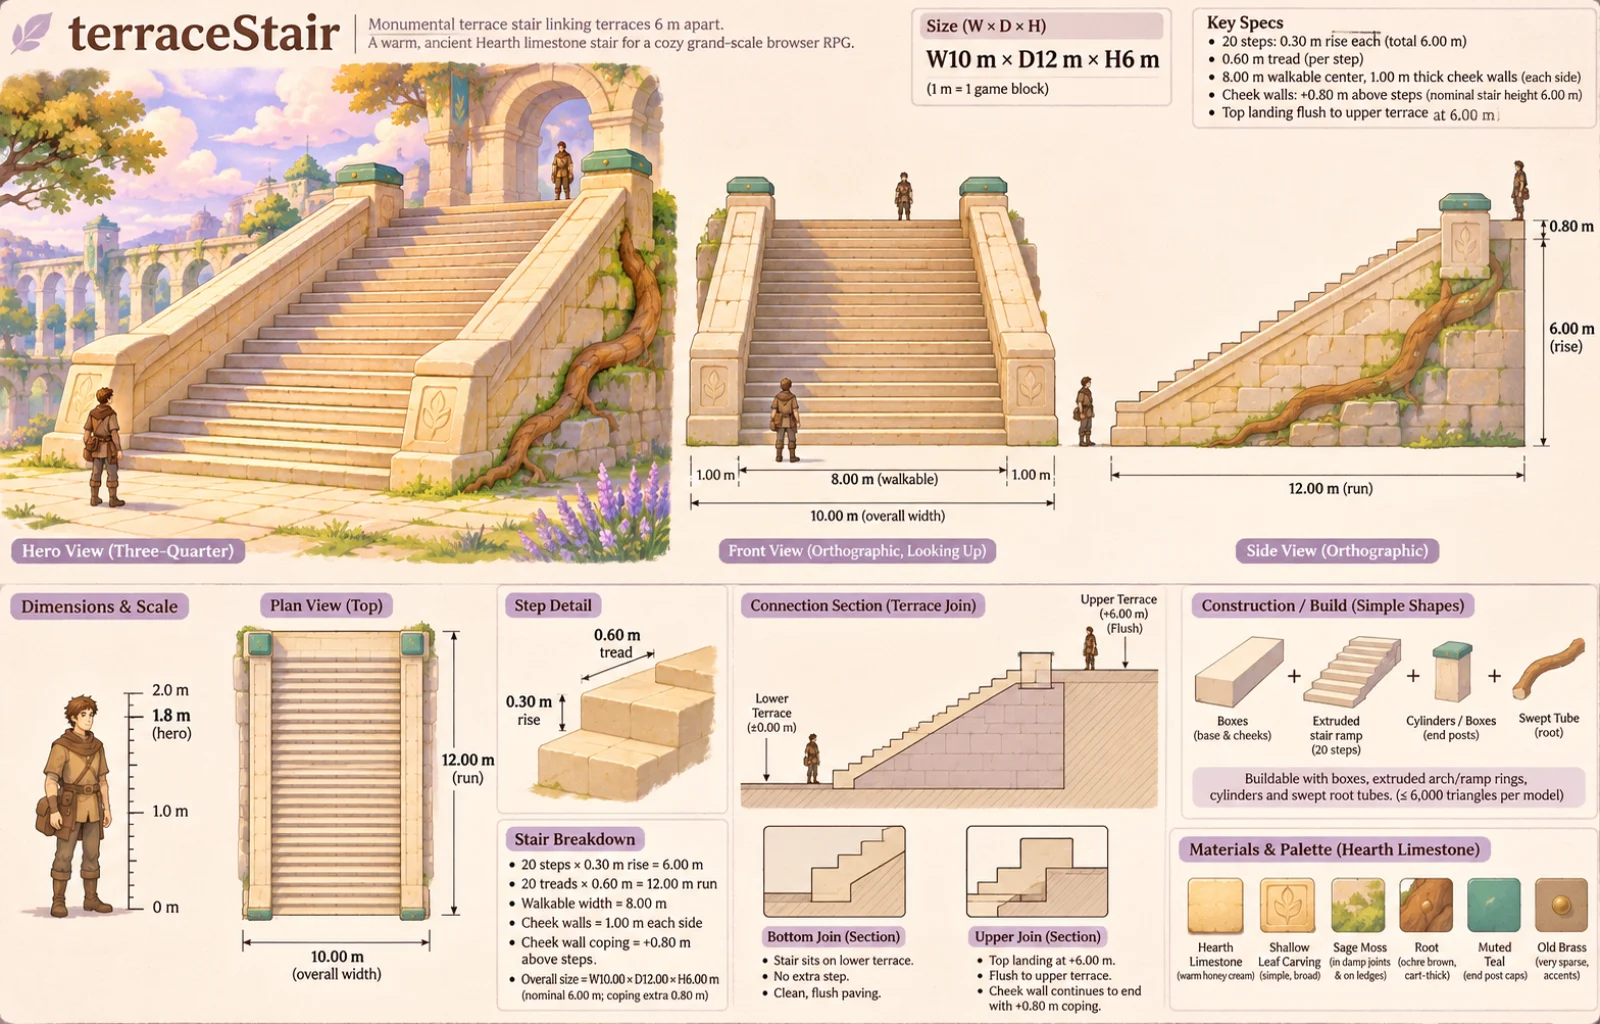 terraceStair
Monumental terrace stair linking terraces 6 m apart.
A warm, ancient Hearth limestone stair for a cozy grand-scale browser RPG.
Size (W × D × H)
W10 m × D12 m × H6 m
(1 m = 1 game block)
Key Specs
• 20 steps: 0.30 m rise each (total 6.00 m)
• 0.60 m tread (per step)
• 8.00 m walkable center, 1.00 m thick cheek walls (each side)
• Cheek walls: +0.80 m above steps (nominal stair height 6.00 m)
• Top landing flush to upper terrace at 6.00 m
Hero View (Three-Quarter)
1.00 m
8.00 m (walkable)
1.00 m
10.00 m (overall width)
Front View (Orthographic, Looking Up)
0.80 m
6.00 m
(rise)
12.00 m (run)
Side View (Orthographic)
Dimensions & Scale
2.0 m
1.8 m
(hero)
1.0 m
0 m
Plan View (Top)
12.00 m
(run)
10.00 m
(overall width)
Step Detail
0.60 m
tread
0.30 m
rise
Stair Breakdown
• 20 steps × 0.30 m rise = 6.00 m
• 20 treads × 0.60 m = 12.00 m run
• Walkable width = 8.00 m
• Cheek walls = 1.00 m each side
• Cheek wall coping = +0.80 m
above steps.
• Overall size = W10.00 × D12.00 × H6.00 m
(nominal 6.00 m; coping extra 0.80 m)
Connection Section (Terrace Join)
Upper Terrace
(+6.00 m)
(Flush)
Lower
Terrace
(±0.00 m)
Bottom Join (Section)
• Stair sits on lower terrace.
• No extra step.
• Clean, flush paving.
Upper Join (Section)
• Top landing at +6.00 m.
• Flush to upper terrace.
• Cheek wall continues to end
with +0.80 m coping.
Construction / Build (Simple Shapes)
+
+
+
Boxes
(base & cheeks)
Extruded
stair ramp
(20 steps)
Cylinders / Boxes
(end posts)
Swept Tube
(root)
Buildable with boxes, extruded arch/ramp rings,
cylinders and swept root tubes. (≤ 6,000 triangles per model)
Materials & Palette (Hearth Limestone)
Hearth
Limestone
(warm honey cream)
Shallow
Leaf Carving
(simple, broad)
Sage Moss
(in damp joints
& on ledges)
Root
(ochre brown,
cart-thick)
Muted
Teal
(end post caps)
Old Brass
(very sparse,
accents)